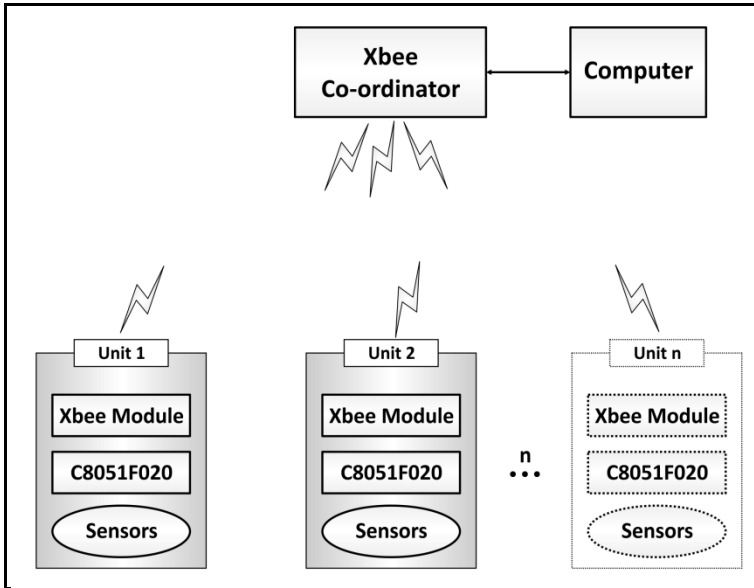 Xbee
Co-ordinator
Computer
Unit 1
Xbee Module
C8051F020
Sensors
Unit 2
Xbee Module
C8051F020
Sensors
n
...
Unit n
Xbee Module
C8051F020
Sensors